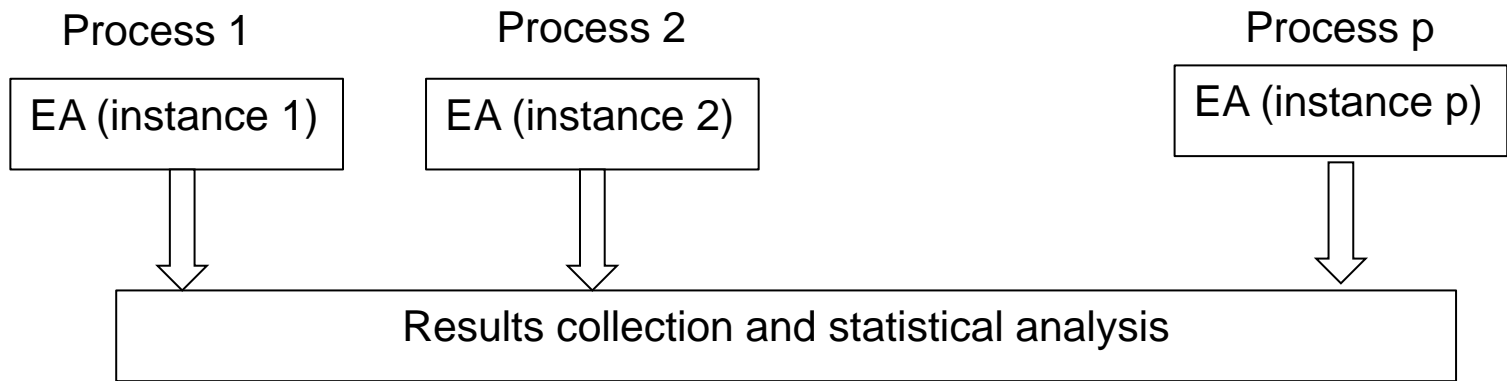 Process 1
Process 2
Process p
EA (instance 1)
EA (instance 2)
EA (instance p)
Results collection and statistical analysis